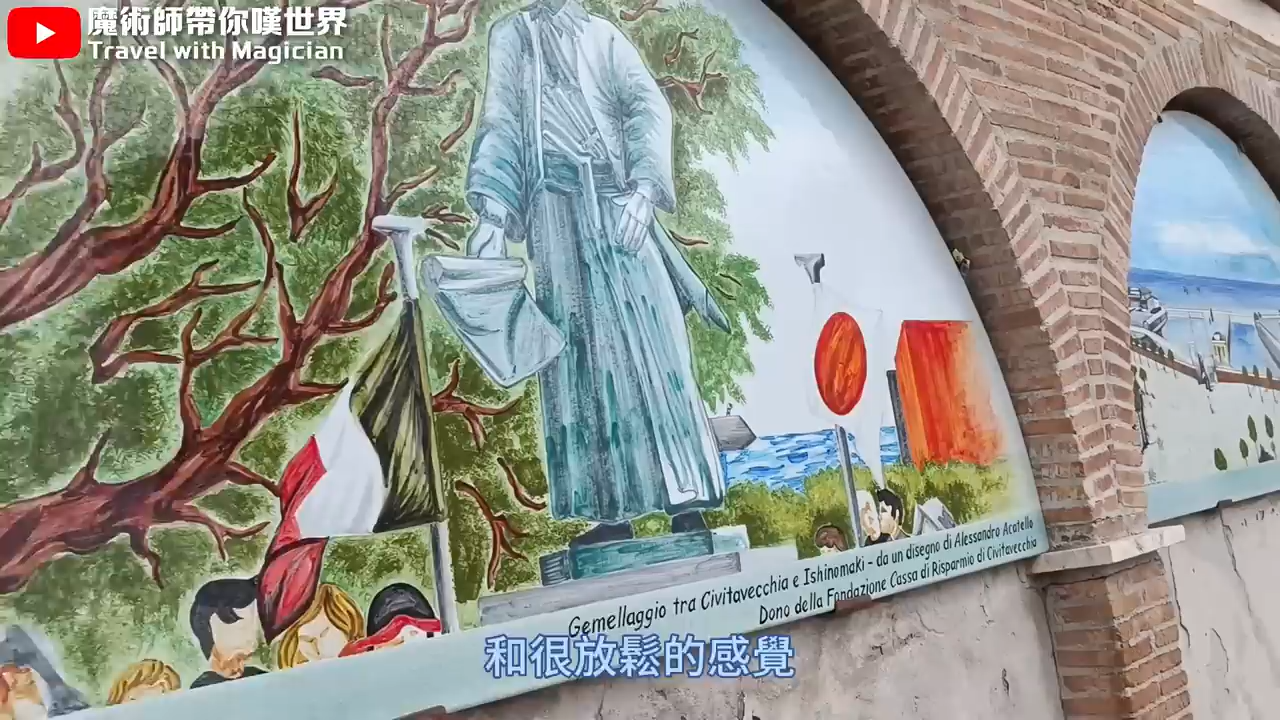 魔術師帶你嘆世界
Travel with Magician
Gemellaggio tra Civitavecchia e Ishinomaki - da un disegno di Alessandro Acatello
Dono della Fondazione Cassa di Risparmio di Civitavecchia
和很放鬆的感覺